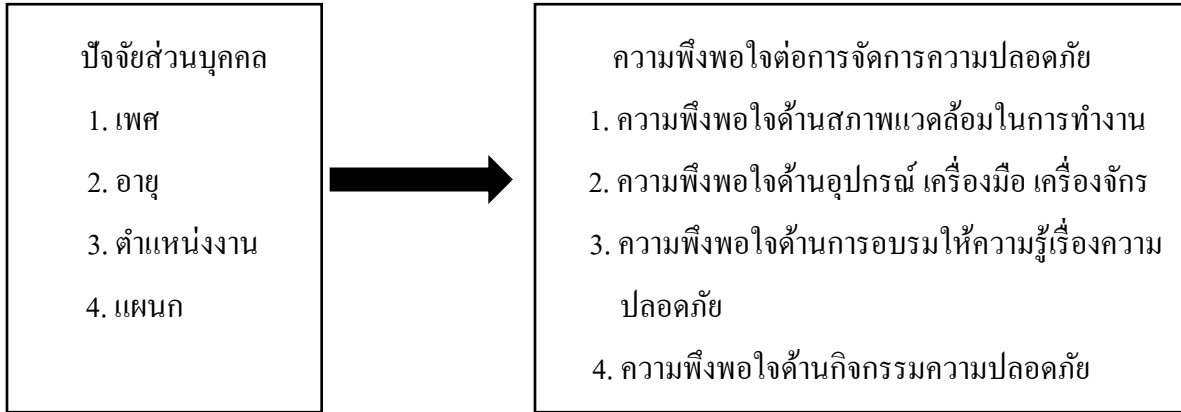 ปัจจัยส่วนบุคคล
1. เพศ
2. อายุ
3. ตำแหน่งงาน
4. แผนก
ความพึงพอใจต่อการจัดการความปลอดภัย
1. ความพึงพอใจด้านสภาพแวดล้อมในการทำงาน
2. ความพึงพอใจด้านอุปกรณ์ เครื่องมือ เครื่องจักร
3. ความพึงพอใจด้านการอบรมให้ความรู้เรื่องความ
ปลอดภัย
4. ความพึงพอใจด้านกิจกรรมความปลอดภัย